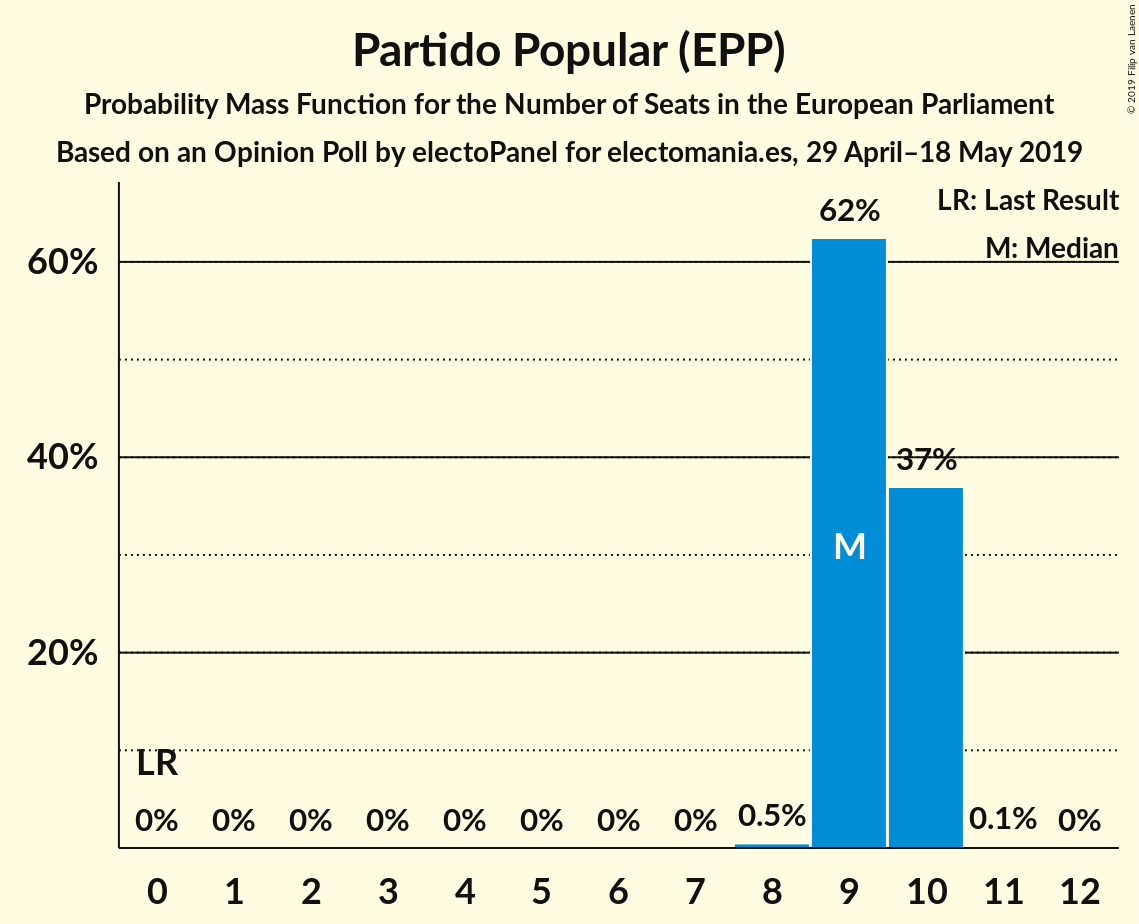 Partido Popular (EPP)
Probability Mass Function for the Number of Seats in the European Parliament
Based on an Opinion Poll by electoPanel for electomania.es, 29 April–18 May 2019
© 2019 Filip van Laenen
LR: Last Result
M: Median
60%
40%
20%
62%
37%
M
LR
0% 0% 0% 0% 0% 0% 0% 0% 0.5% 0.1% 0%
0 1 2 3 4 5 6 7 8 9 10 11 12